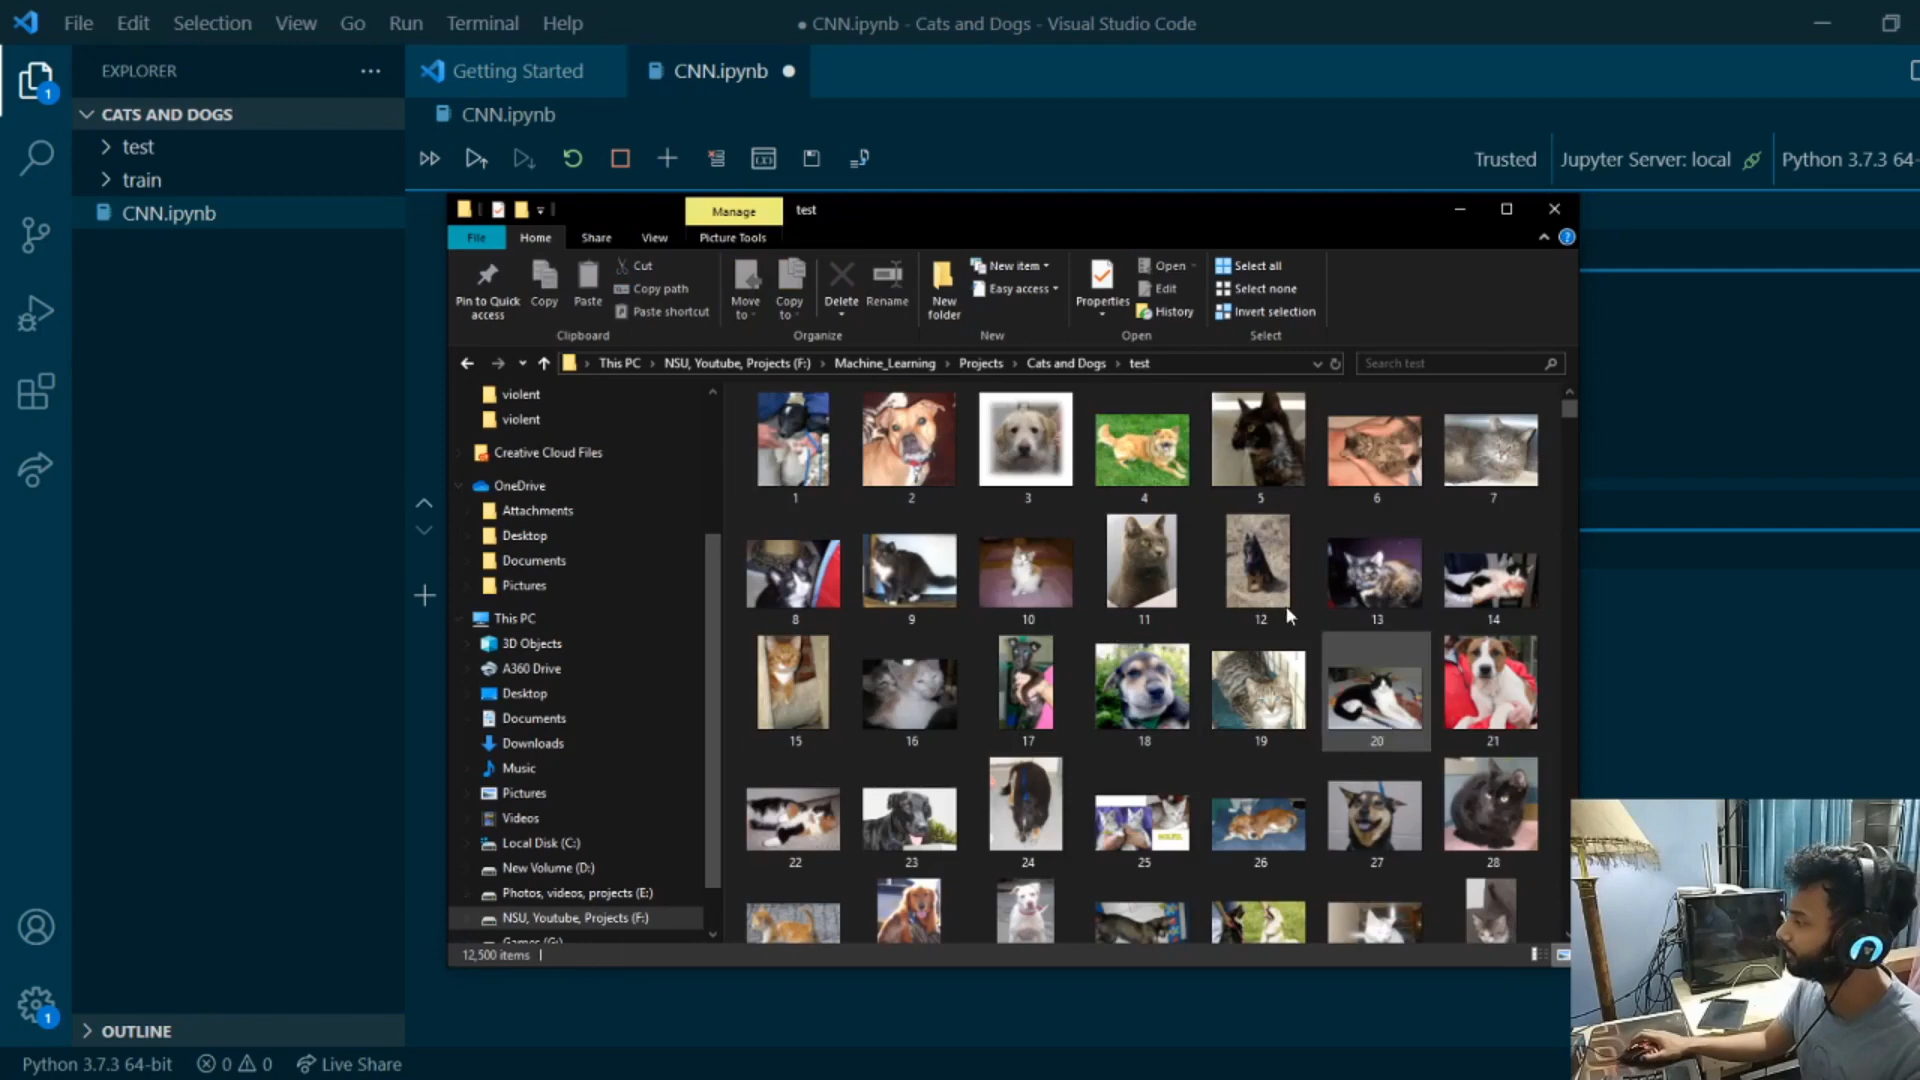 File Edit Selection View Go Run Terminal Help
● CNN.ipynb - Cats and Dogs - Visual Studio Code
EXPLORER
Getting Started
CNN.ipynb
1
CATS AND DOGS
test
train
CNN.ipynb
CNN.ipynb
Trusted
Jupyter Server: local
Python 3.7.3 64-
Manage
test
File Home Share View Picture Tools
Pin to Quick access
Copy
Paste
Cut
Copy path
Paste shortcut
Clipboard
Move to
Copy to
Delete
Rename
Organize
New folder
New item
Easy access
New
Properties
Open
Edit
History
Open
Select all
Select none
Invert selection
Select
This PC › NSU, Youtube, Projects (F:) › Machine_Learning › Projects › Cats and Dogs › test
Search test
violent
violent
Creative Cloud Files
OneDrive
Attachments
Desktop
Documents
Pictures
This PC
3D Objects
A360 Drive
Desktop
Documents
Downloads
Music
Pictures
Videos
Local Disk (C:)
New Volume (D:)
Photos, videos, projects (E:)
NSU, Youtube, Projects (F:)
Games (G:)
1 2 3 4 5 6 7
8 9 10 11 12 13 14
15 16 17 18 19 20 21
22 23 24 25 26 27 28
12,500 items
1
OUTLINE
Python 3.7.3 64-bit
0 0
Live Share